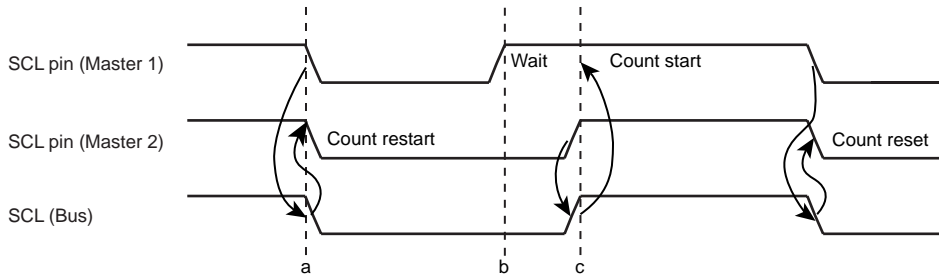 SCL pin (Master 1)
Wait
Count start
SCL pin (Master 2)
Count restart
Count reset
SCL (Bus)
a
b
c